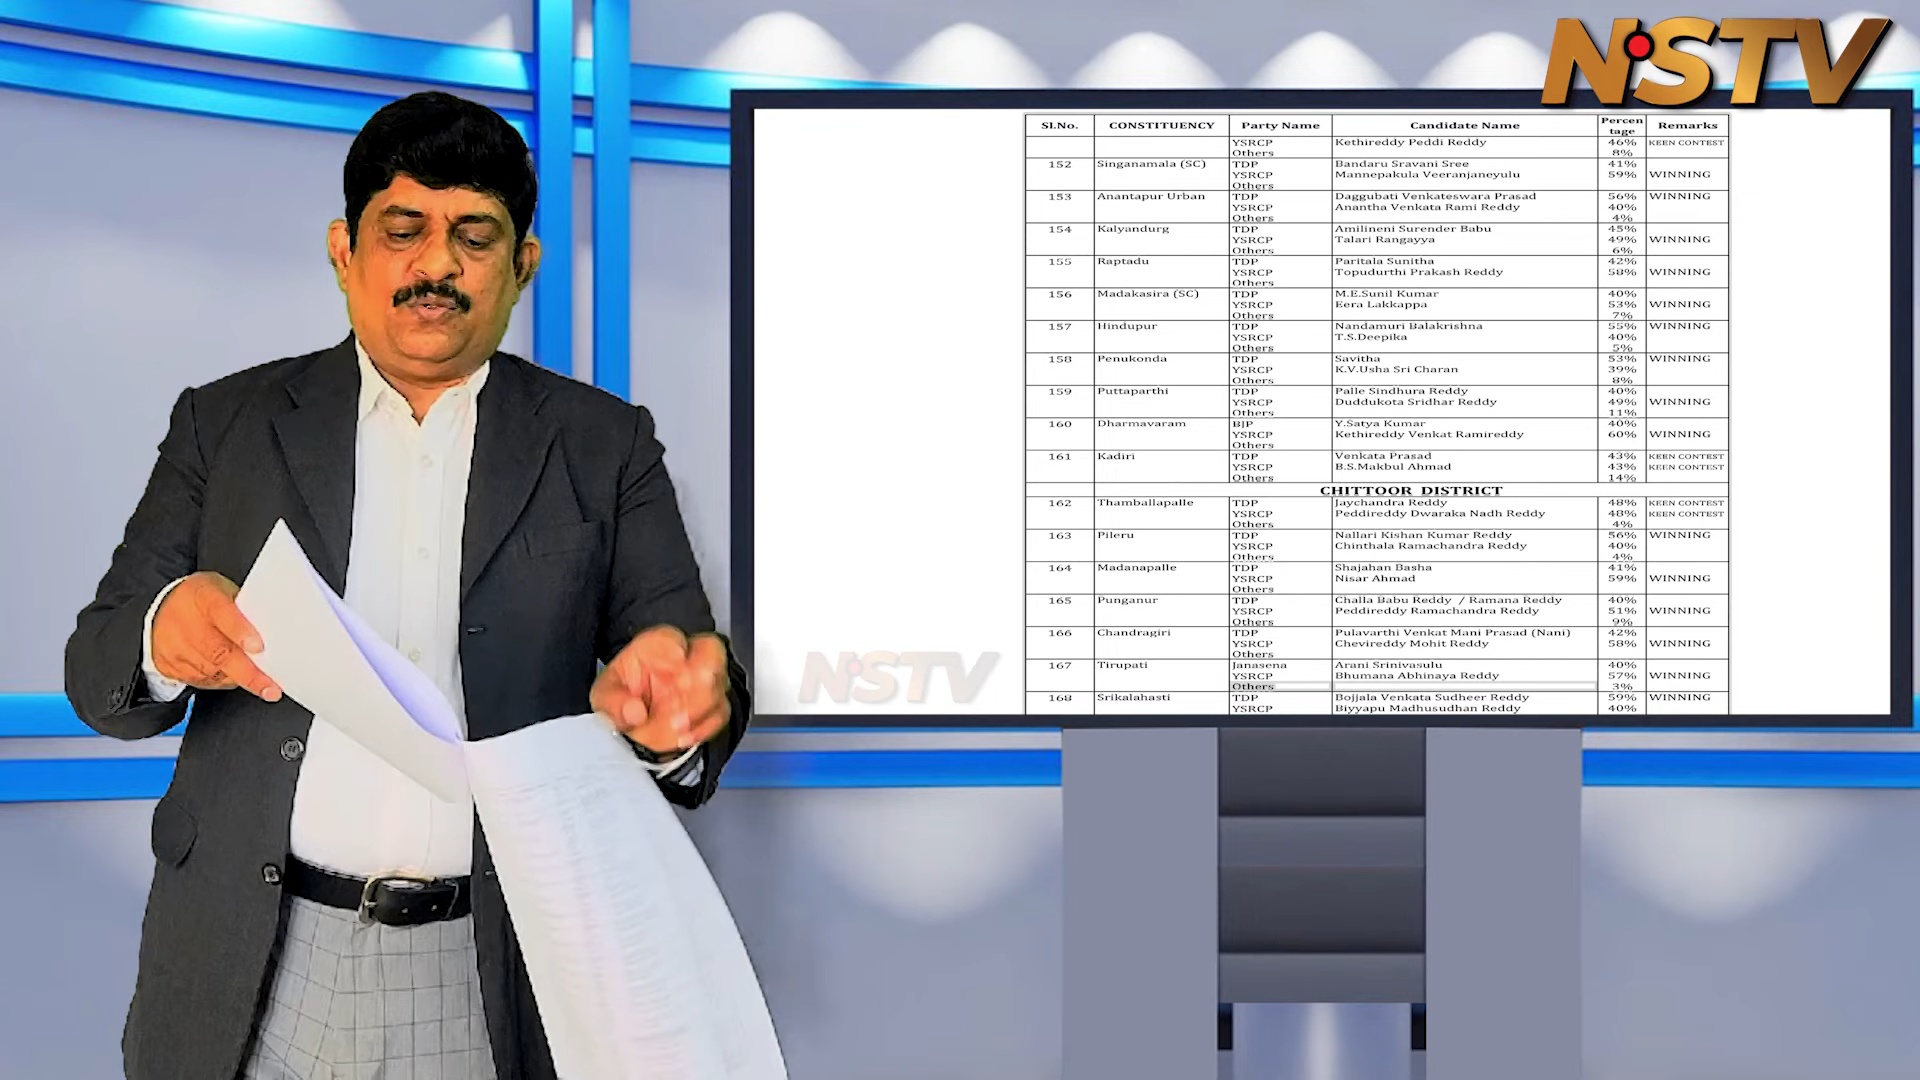 NSTV
Sl.No. CONSTITUENCY Party Name Candidate Name Percen tage Remarks
YSRCP Kethireddy Peddi Reddy 46% KEEN CONTEST
Others 8%
152 Singanamala (SC) TDP Bandaru Sravani Sree 41%
YSRCP Mannepakula Veeranjaneyulu 59% WINNING
Others
153 Anantapur Urban TDP Daggubati Venkateswara Prasad 56% WINNING
YSRCP Anantha Venkata Rami Reddy 40%
Others 4%
154 Kalyandurg TDP Amilineni Surender Babu 45%
YSRCP Talari Rangayya 49% WINNING
Others 6%
155 Raptadu TDP Paritala Sunitha 42%
YSRCP Topudurthi Prakash Reddy 58% WINNING
Others
156 Madakasira (SC) TDP M.E.Sunil Kumar 40%
YSRCP Eera Lakkappa 53% WINNING
Others 7%
157 Hindupur TDP Nandamuri Balakrishna 55% WINNING
YSRCP T.S.Deepika 40%
Others 5%
158 Penukonda TDP Savitha 53% WINNING
YSRCP K.V.Usha Sri Charan 39%
Others 8%
159 Puttaparthi TDP Palle Sindhura Reddy 40%
YSRCP Duddukota Sridhar Reddy 49% WINNING
Others 11%
160 Dharmavaram BJP Y.Satya Kumar 40%
YSRCP Kethireddy Venkat Ramireddy 60% WINNING
Others
161 Kadiri TDP Venkata Prasad 43% KEEN CONTEST
YSRCP B.S.Makbul Ahmad 43% KEEN CONTEST
Others 14%
CHITTOOR DISTRICT
162 Thamballapalle TDP Jaychandra Reddy 48% KEEN CONTEST
YSRCP Peddireddy Dwaraka Nadh Reddy 48% KEEN CONTEST
Others 4%
163 Pileru TDP Nallari Kishan Kumar Reddy 56% WINNING
YSRCP Chinthala Ramachandra Reddy 40%
Others 4%
164 Madanapalle TDP Shajahan Basha 41%
YSRCP Nisar Ahmad 59% WINNING
Others
165 Punganur TDP Challa Babu Reddy / Ramana Reddy 40%
YSRCP Peddireddy Ramachandra Reddy 51% WINNING
Others 9%
166 Chandragiri TDP Pulavarthi Venkat Mani Prasad (Nani) 42%
YSRCP Chevireddy Mohit Reddy 58% WINNING
Others
167 Tirupati Janasena Arani Srinivasulu 40%
YSRCP Bhumana Abhinaya Reddy 57% WINNING
Others 3%
168 Srikalahasti TDP Bojjala Venkata Sudheer Reddy 59% WINNING
YSRCP Biyyapu Madhusudhan Reddy 40%
NSTV